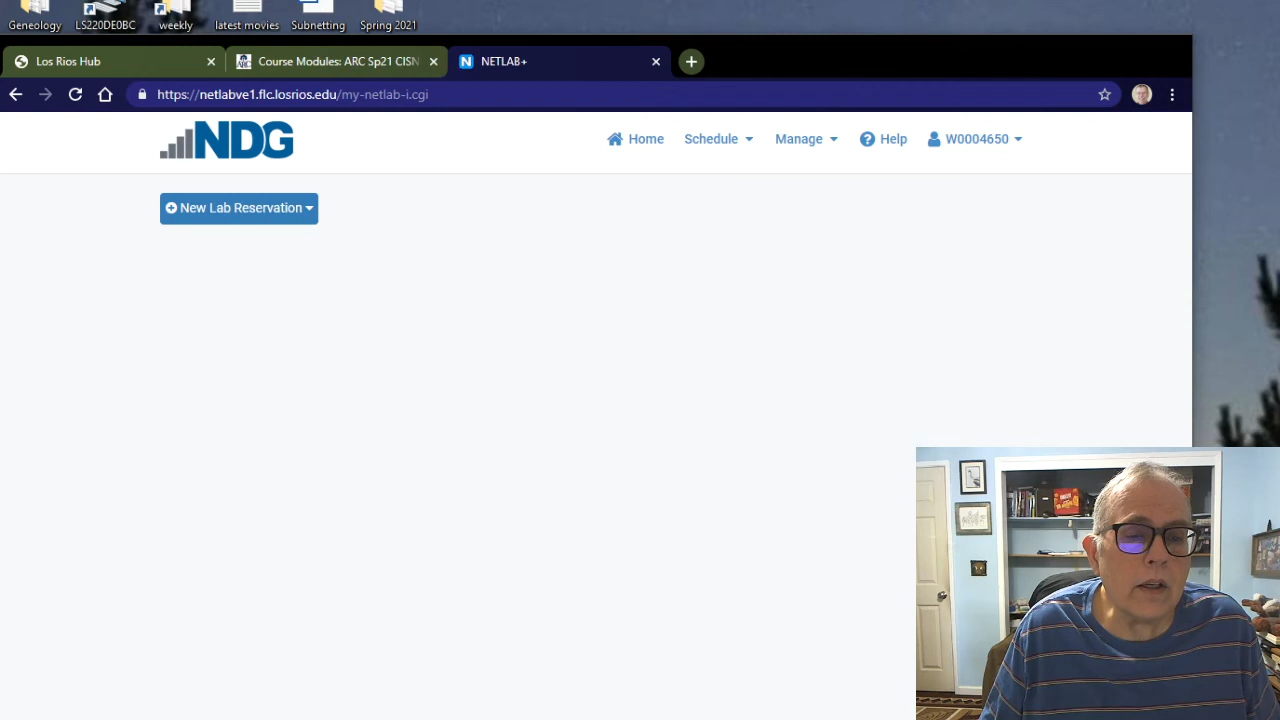 Geneology LS220DE0BC weekly latest movies Subnetting Spring 2021
Los Rios Hub Course Modules: ARC Sp21 CISN NETLAB+
https://netlabve1.flc.losrios.edu/my-netlab-i.cgi
NDG Home Schedule Manage Help W0004650
New Lab Reservation